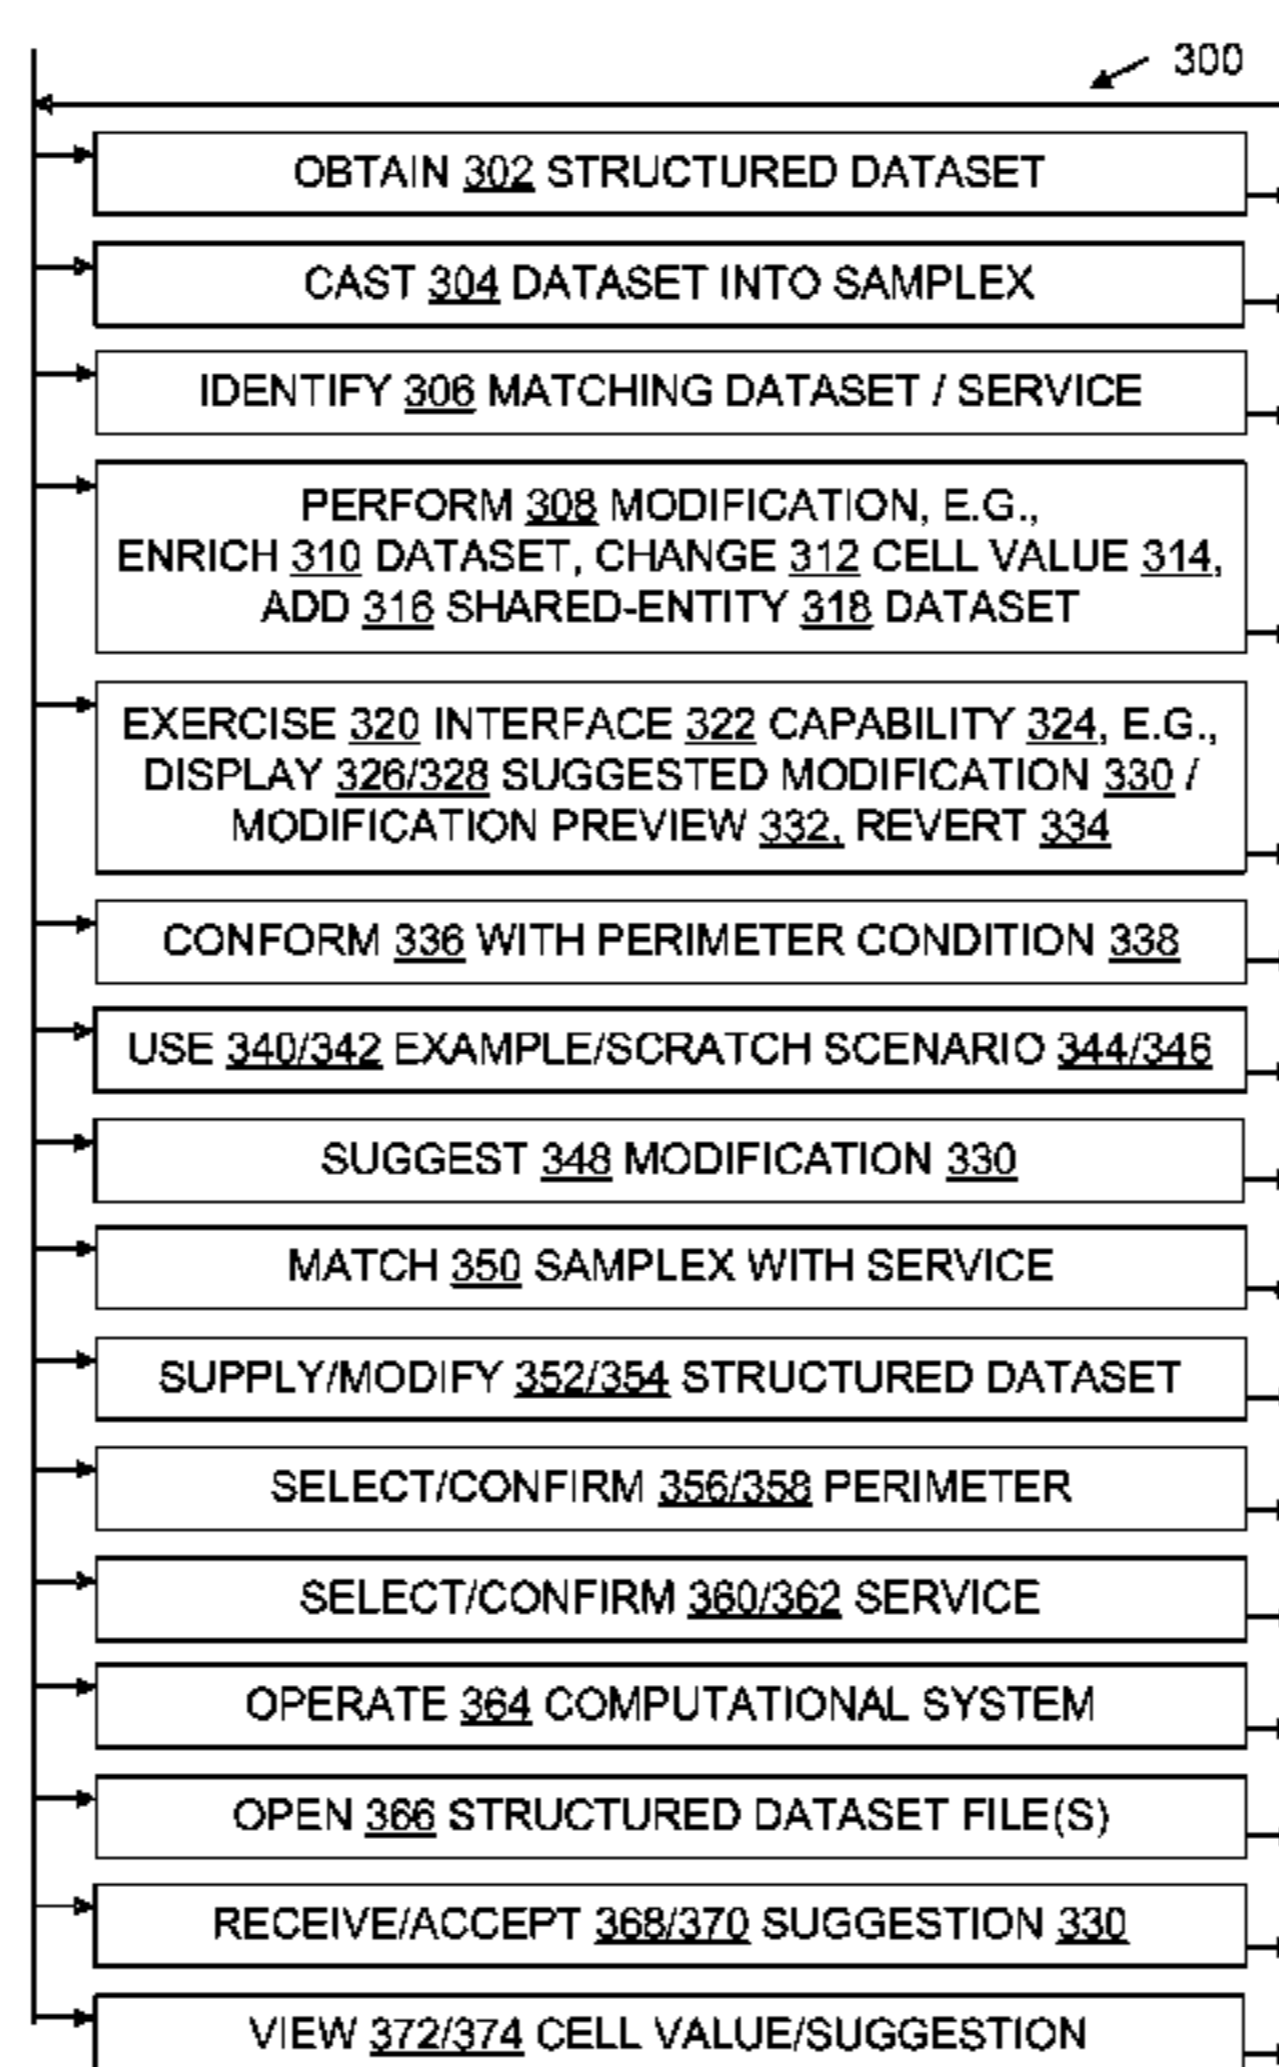 300
OBTAIN 302 STRUCTURED DATASET
CAST 304 DATASET INTO SAMPLEX
IDENTIFY 306 MATCHING DATASET / SERVICE
PERFORM 308 MODIFICATION, E.G.,
ENRICH 310 DATASET, CHANGE 312 CELL VALUE 314,
ADD 316 SHARED-ENTITY 318 DATASET
EXERCISE 320 INTERFACE 322 CAPABILITY 324, E.G.,
DISPLAY 326/328 SUGGESTED MODIFICATION 330 /
MODIFICATION PREVIEW 332, REVERT 334
CONFORM 336 WITH PERIMETER CONDITION 338
USE 340/342 EXAMPLE/SCRATCH SCENARIO 344/346
SUGGEST 348 MODIFICATION 330
MATCH 350 SAMPLEX WITH SERVICE
SUPPLY/MODIFY 352/354 STRUCTURED DATASET
SELECT/CONFIRM 356/358 PERIMETER
SELECT/CONFIRM 360/362 SERVICE
OPERATE 364 COMPUTATIONAL SYSTEM
OPEN 366 STRUCTURED DATASET FILE(S)
RECEIVE/ACCEPT 368/370 SUGGESTION 330
VIEW 372/374 CELL VALUE/SUGGESTION